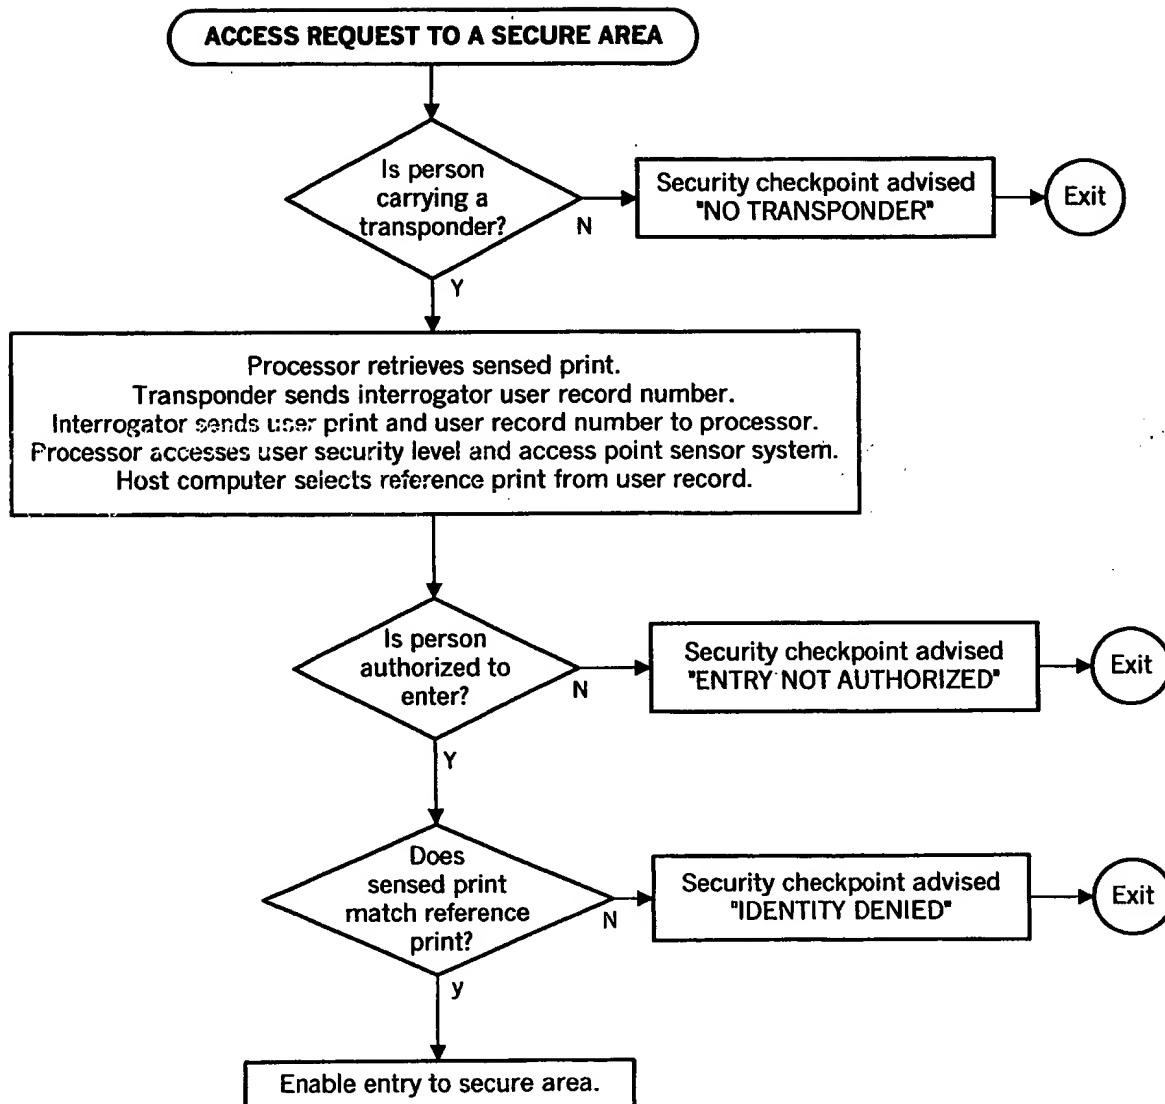 ACCESS REQUEST TO A SECURE AREA
Is person
carrying a
transponder?
N
Security checkpoint advised
"NO TRANSPONDER"
Exit
Y
Processor retrieves sensed print.
Transponder sends interrogator user record number.
Interrogator sends user print and user record number to processor.
Processor accesses user security level and access point sensor system.
Host computer selects reference print from user record.
Is person
authorized to
enter?
N
Security checkpoint advised
"ENTRY NOT AUTHORIZED"
Exit
Y
Does
sensed print
match reference
print?
N
Security checkpoint advised
"IDENTITY DENIED"
Exit
y
Enable entry to secure area.